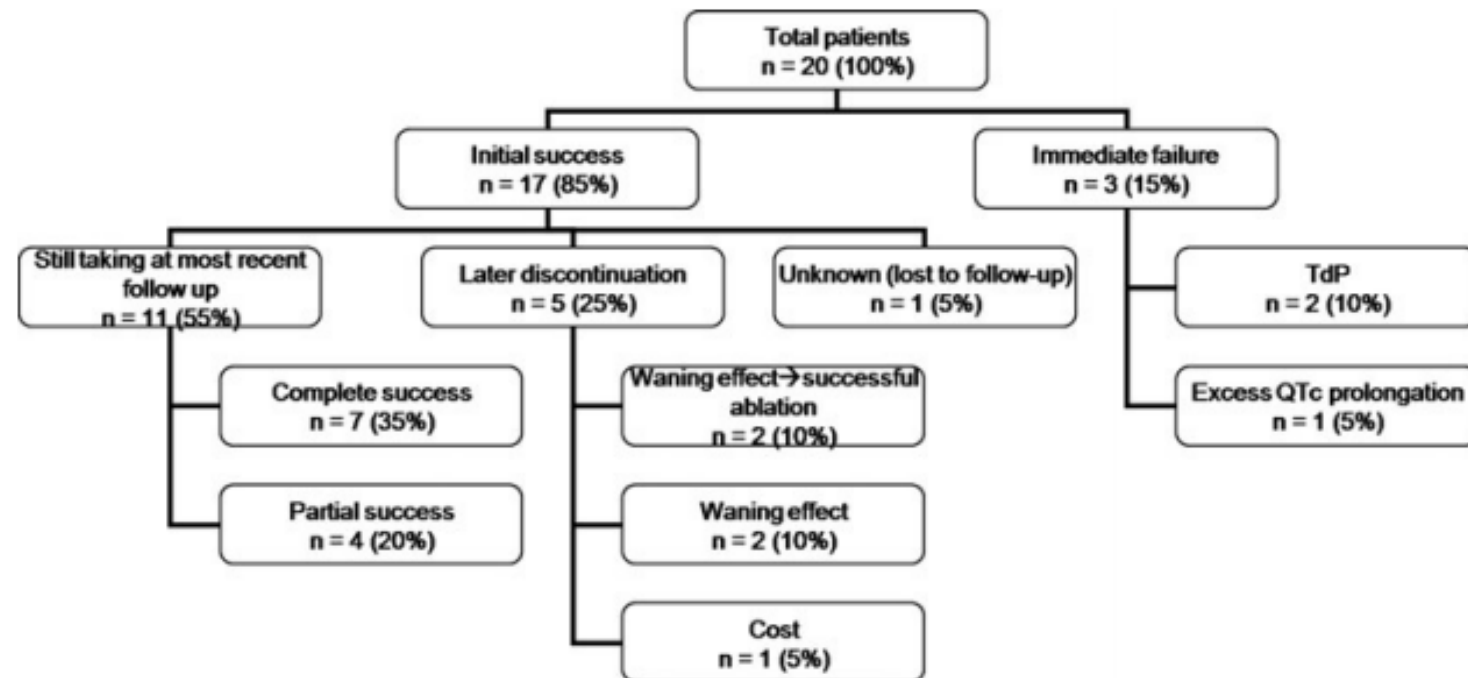 Total patients
n = 20 (100%)
Initial success
n = 17 (85%)
Immediate failure
n = 3 (15%)
Still taking at most recent
follow up
n = 11 (55%)
Later discontinuation
n = 5 (25%)
Unknown (lost to follow-up)
n = 1 (5%)
TdP
n = 2 (10%)
Complete success
n = 7 (35%)
Waning effect→successful
ablation
n = 2 (10%)
Excess QTc prolongation
n = 1 (5%)
Partial success
n = 4 (20%)
Waning effect
n = 2 (10%)
Cost
n = 1 (5%)